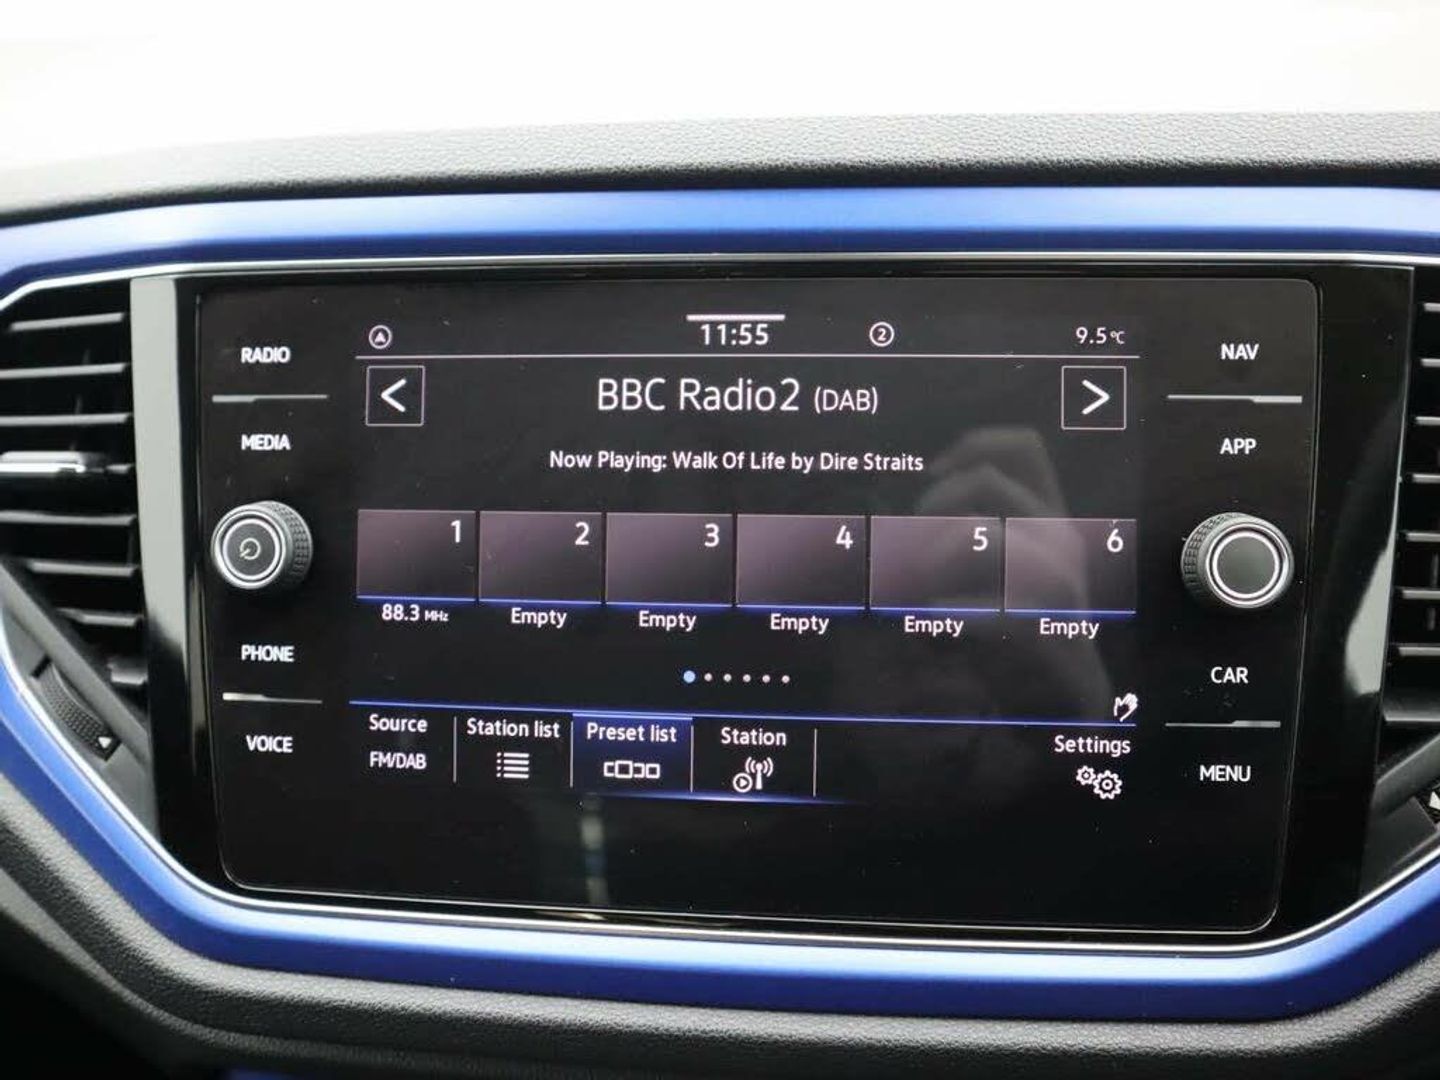 RADIO
MEDIA
PHONE
VOICE
11:55
2
9.5°C
BBC Radio2 (DAB)
Now Playing: Walk Of Life by Dire Straits
1 2 3 4 5 6
88.3 MHz Empty Empty Empty Empty Empty
Source Station list Preset list Station Settings
FM/DAB
NAV
APP
CAR
MENU